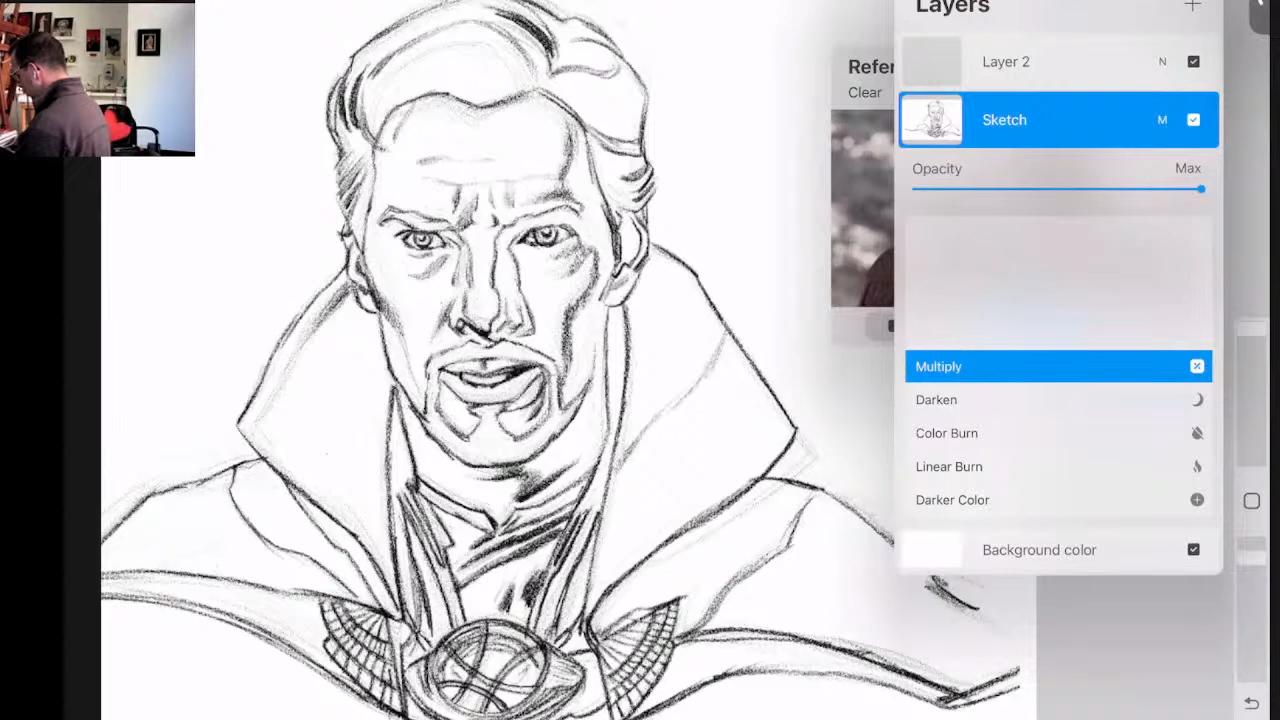 Layers
Layer 2 N
Refer
Clear
Sketch M
Opacity Max
Multiply
Darken
Color Burn
Linear Burn
Darker Color
Background color